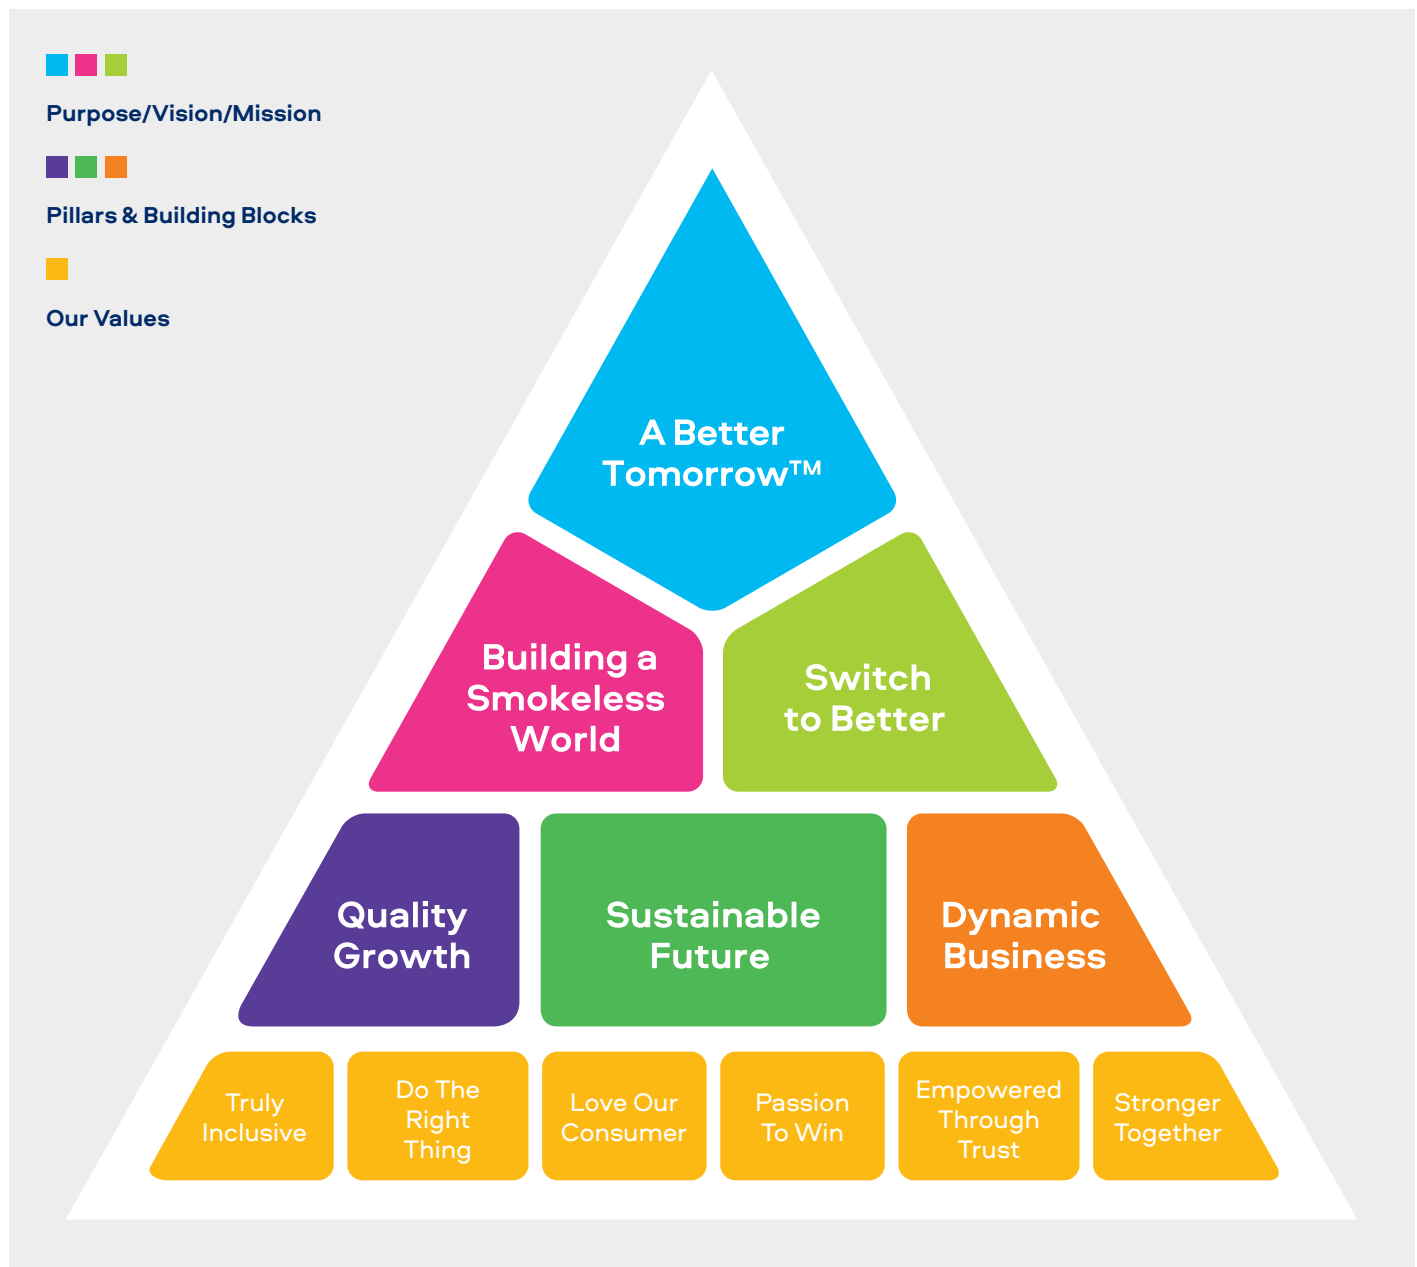 Purpose/Vision/Mission
Pillars & Building Blocks
Our Values
A Better
Tomorrow™
Building a
Smokeless
World
Switch
to Better
Quality
Growth
Sustainable
Future
Dynamic
Business
Truly
Inclusive
Do The
Right
Thing
Love Our
Consumer
Passion
To Win
Empowered
Through
Trust
Stronger
Together